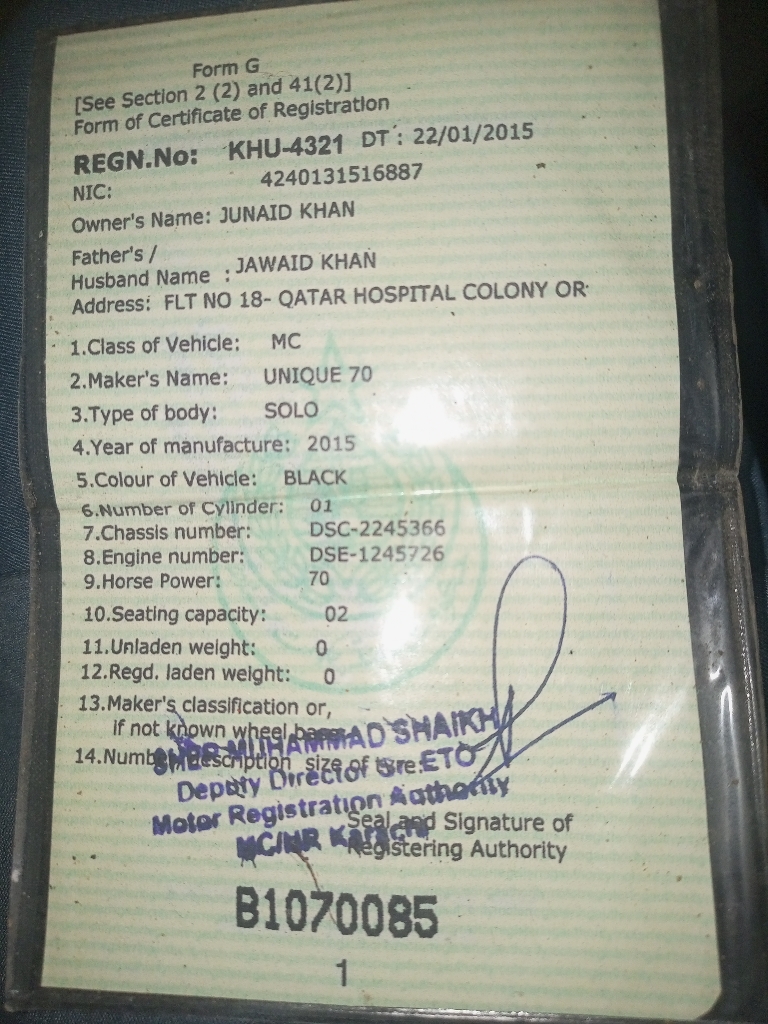 Form G
[See Section 2 (2) and 41(2)]
Form of Certificate of Registration
REGN.No: KHU-4321 DT : 22/01/2015
NIC: 4240131516887
Owner's Name: JUNAID KHAN
Father's /
Husband Name : JAWAID KHAN
Address: FLT NO 18- QATAR HOSPITAL COLONY OR
1.Class of Vehicle: MC
2.Maker's Name: UNIQUE 70
3.Type of body: SOLO
4.Year of manufacture: 2015
5.Colour of Vehicle: BLACK
6.Number of Cylinder: 01
7.Chassis number: DSC-2245366
8.Engine number: DSE-1245726
9.Horse Power: 70
10.Seating capacity: 02
11.Unladen weight: 0
12.Regd. laden weight: 0
13.Maker's classification or,
if not known wheel base:
MUHAMMAD SHAIKH
14.Number description size of tyre:
Deputy Director Sr. ETO
Motor Registration Authority
MC/MR Karachi
Seal and Signature of
Registering Authority
B1070085
1